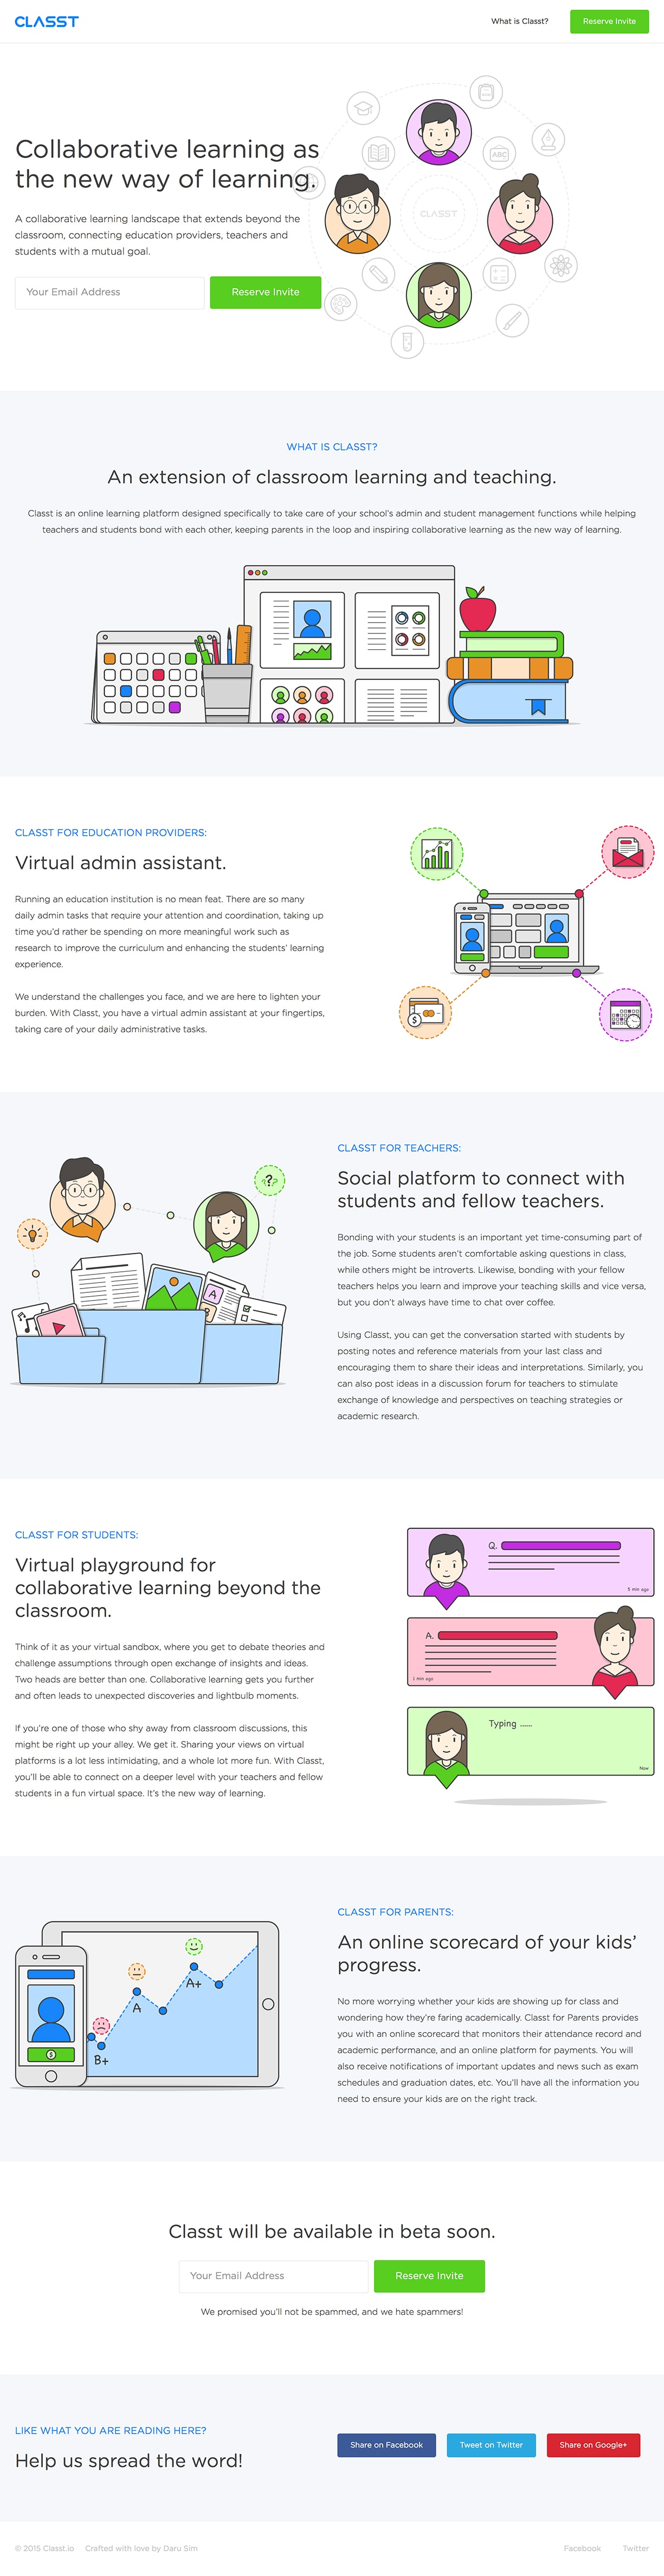 CLASST
What is Classt?
Reserve Invite
Collaborative learning as
the new way of learning.
A collaborative learning landscape that extends beyond the
classroom, connecting education providers, teachers and
students with a mutual goal.
Your Email Address
Reserve Invite
ABC
CLASST
WHAT IS CLASST?
An extension of classroom learning and teaching.
Classt is an online learning platform designed specifically to take care of your school's admin and student management functions while helping
teachers and students bond with each other, keeping parents in the loop and inspiring collaborative learning as the new way of learning.
CLASST FOR EDUCATION PROVIDERS:
Virtual admin assistant.
Running an education institution is no mean feat. There are so many
daily admin tasks that require your attention and coordination, taking up
time you'd rather be spending on more meaningful work such as
research to improve the curriculum and enhancing the students' learning
experience.
We understand the challenges you face, and we are here to lighten your
burden. With Classt, you have a virtual admin assistant at your fingertips,
taking care of your daily administrative tasks.
$
CLASST FOR TEACHERS:
Social platform to connect with
students and fellow teachers.
Bonding with your students is an important yet time-consuming part of
the job. Some students aren't comfortable asking questions in class,
while others might be introverts. Likewise, bonding with your fellow
teachers helps you learn and improve your teaching skills and vice versa,
but you don't always have time to chat over coffee.
Using Classt, you can get the conversation started with students by
posting notes and reference materials from your last class and
encouraging them to share their ideas and interpretations. Similarly, you
can also post ideas in a discussion forum for teachers to stimulate
exchange of knowledge and perspectives on teaching strategies or
academic research.
???
A
CLASST FOR STUDENTS:
Virtual playground for
collaborative learning beyond the
classroom.
Think of it as your virtual sandbox, where you get to debate theories and
challenge assumptions through open exchange of insights and ideas.
Two heads are better than one. Collaborative learning gets you further
and often leads to unexpected discoveries and lightbulb moments.
If you're one of those who shy away from classroom discussions, this
might be right up your alley. We get it. Sharing your views on virtual
platforms is a lot less intimidating, and a whole lot more fun. With Classt,
you'll be able to connect on a deeper level with your teachers and fellow
students in a fun virtual space. It's the new way of learning.
Q.
5 min ago
A.
1 min ago
Typing ......
Now
CLASST FOR PARENTS:
An online scorecard of your kids'
progress.
No more worrying whether your kids are showing up for class and
wondering how they're faring academically. Classt for Parents provides
you with an online scorecard that monitors their attendance record and
academic performance, and an online platform for payments. You will
also receive notifications of important updates and news such as exam
schedules and graduation dates, etc. You'll have all the information you
need to ensure your kids are on the right track.
A+
A
B+
$
Classt will be available in beta soon.
Your Email Address
Reserve Invite
We promised you'll not be spammed, and we hate spammers!
LIKE WHAT YOU ARE READING HERE?
Help us spread the word!
Share on Facebook
Tweet on Twitter
Share on Google+
© 2015 Classt.io
Crafted with love by Daru Sim
Facebook
Twitter